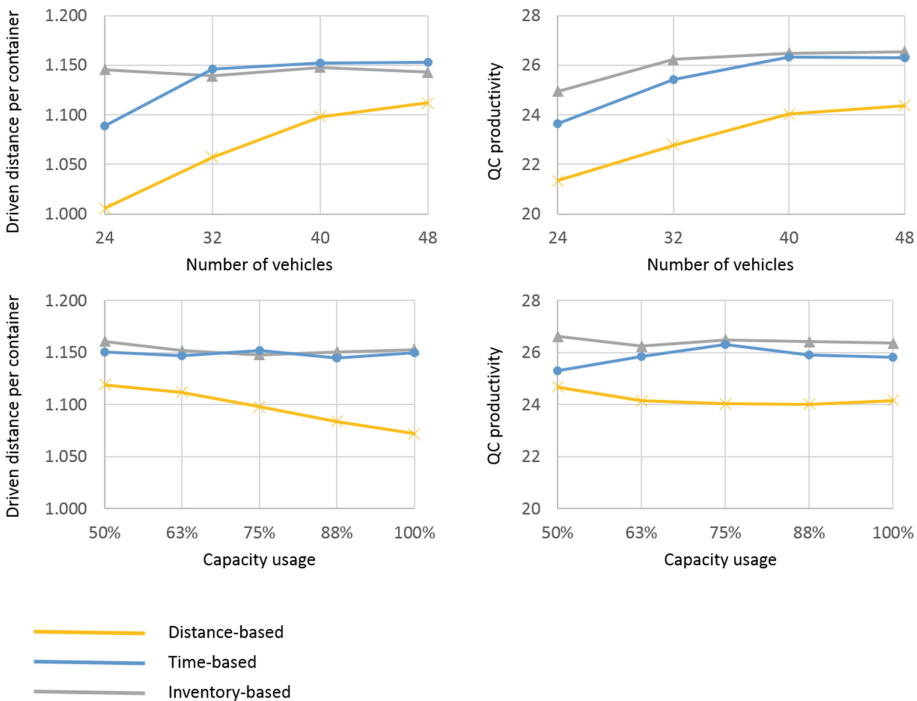 Driven distance per container
1.200
1.150
1.100
1.050
1.000
24 32 40 48
Number of vehicles
QC productivity
28
26
24
22
20
24 32 40 48
Number of vehicles
Driven distance per container
1.200
1.150
1.100
1.050
1.000
50% 63% 75% 88% 100%
Capacity usage
QC productivity
28
26
24
22
20
50% 63% 75% 88% 100%
Capacity usage
Distance-based
Time-based
Inventory-based